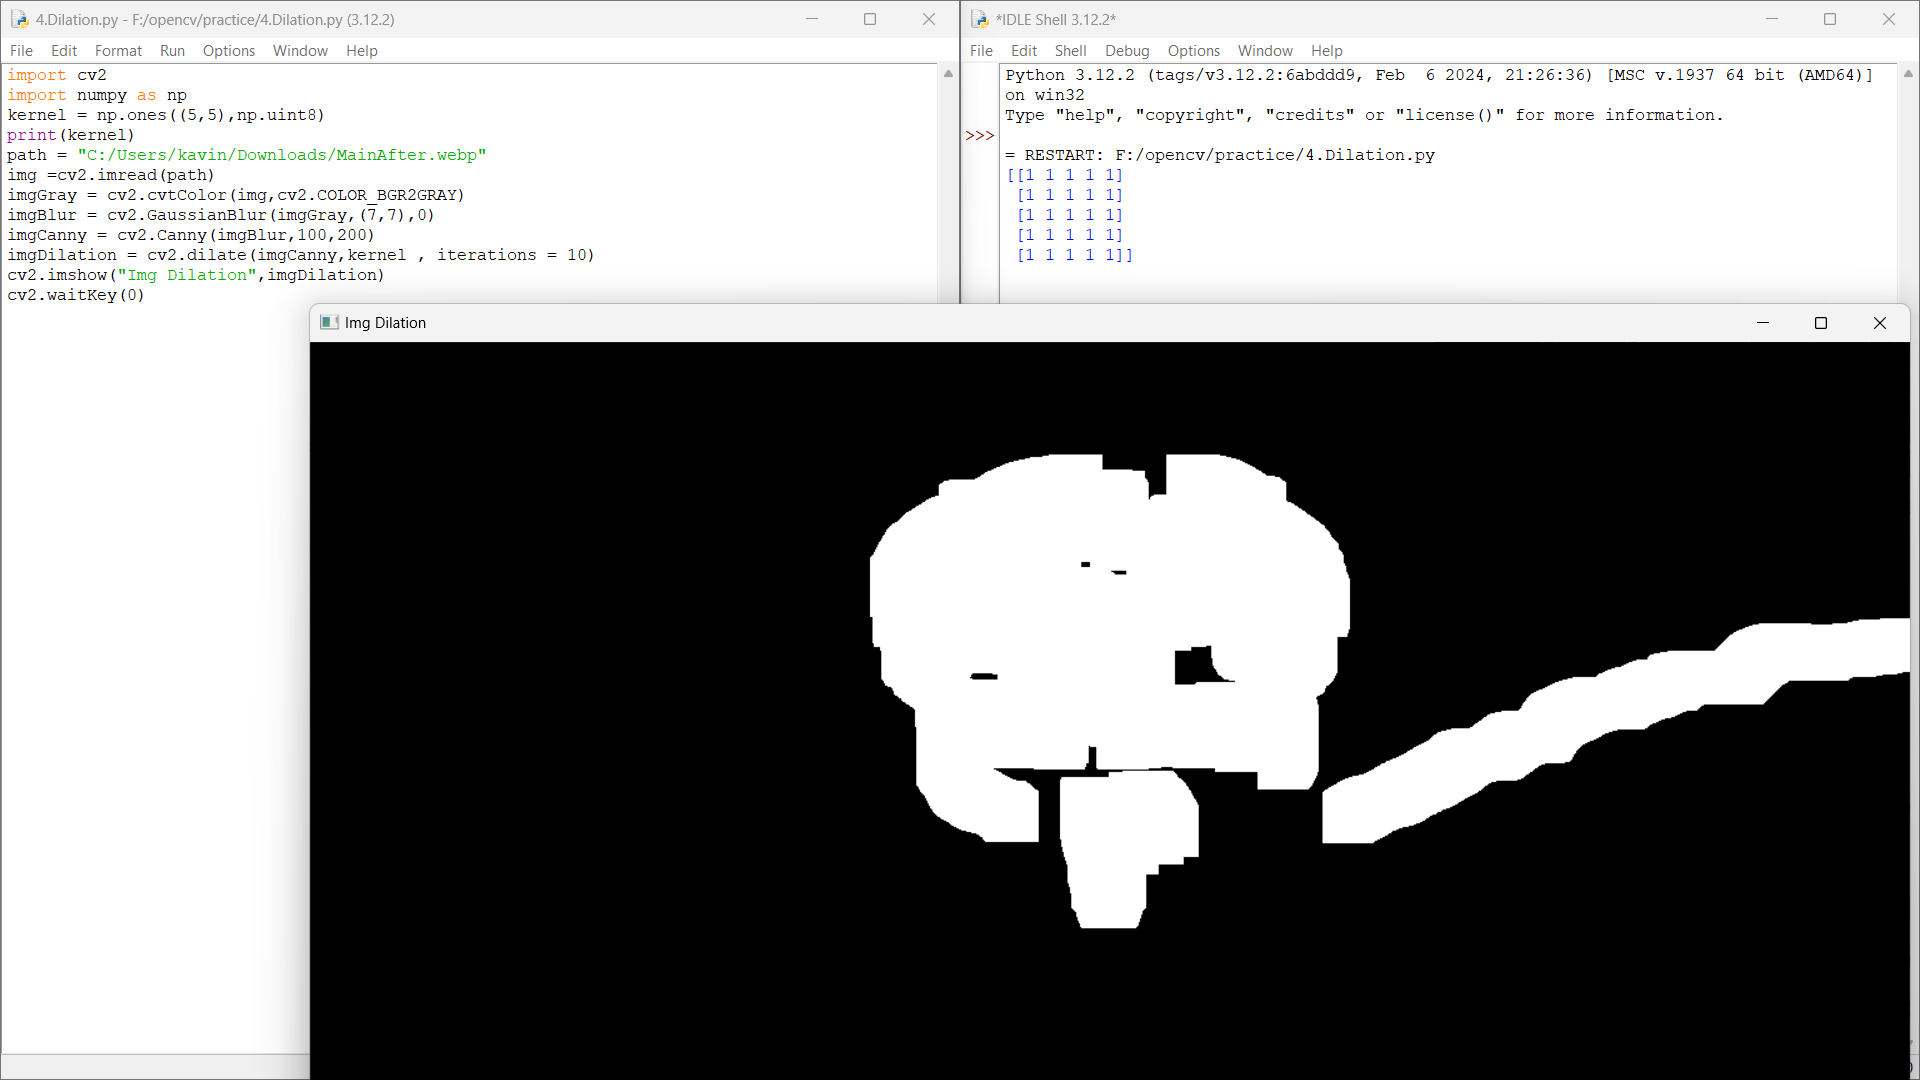 4.Dilation.py - F:/opencv/practice/4.Dilation.py (3.12.2)
File Edit Format Run Options Window Help
import cv2
import numpy as np
kernel = np.ones((5,5),np.uint8)
print(kernel)
path = "C:/Users/kavin/Downloads/MainAfter.webp"
img =cv2.imread(path)
imgGray = cv2.cvtColor(img,cv2.COLOR_BGR2GRAY)
imgBlur = cv2.GaussianBlur(imgGray,(7,7),0)
imgCanny = cv2.Canny(imgBlur,100,200)
imgDilation = cv2.dilate(imgCanny,kernel , iterations = 10)
cv2.imshow("Img Dilation",imgDilation)
cv2.waitKey(0)
*IDLE Shell 3.12.2*
File Edit Shell Debug Options Window Help
Python 3.12.2 (tags/v3.12.2:6abddd9, Feb  6 2024, 21:26:36) [MSC v.1937 64 bit (AMD64)]
on win32
Type "help", "copyright", "credits" or "license()" for more information.
>>>
= RESTART: F:/opencv/practice/4.Dilation.py
[[1 1 1 1 1]
 [1 1 1 1 1]
 [1 1 1 1 1]
 [1 1 1 1 1]
 [1 1 1 1 1]]
Img Dilation